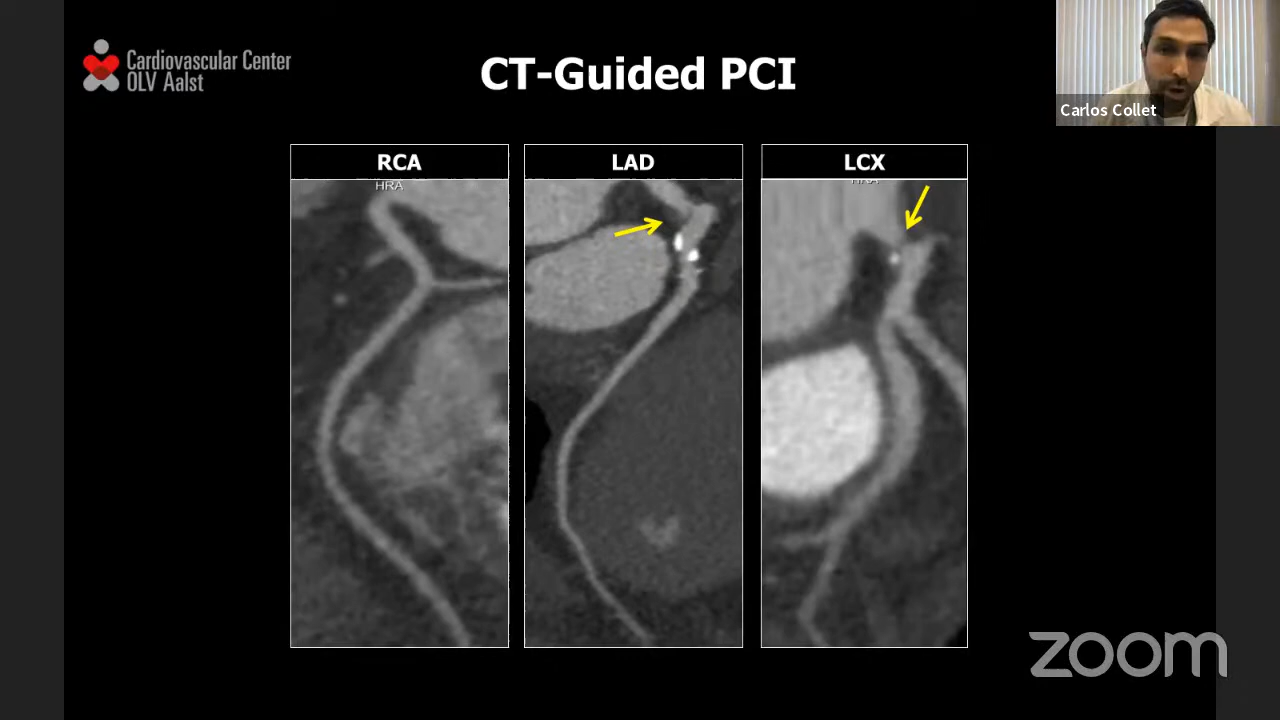 Cardiovascular Center
OLV Aalst
CT-Guided PCI
Carlos Collet
RCA
LAD
LCX
HRA
zoom